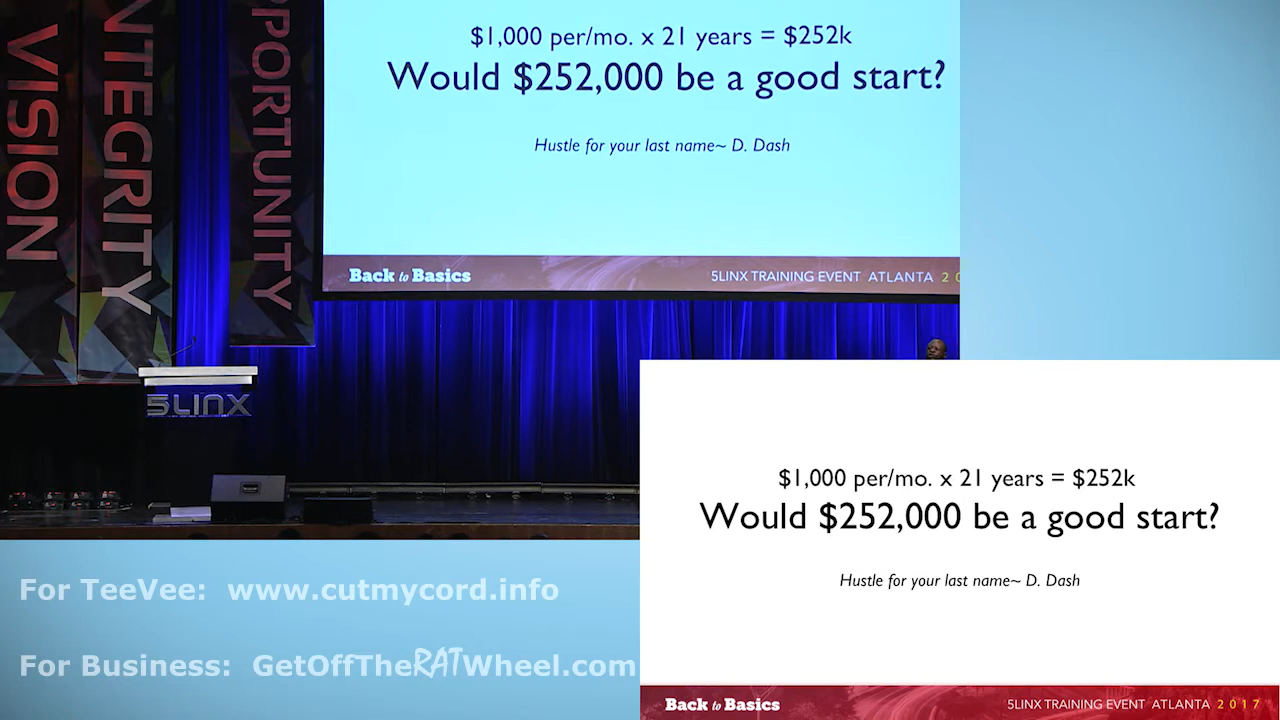 VISION
NTEGRITY
PPORTUNITY
$1,000 per/mo. x 21 years = $252k
Would $252,000 be a good start?
Hustle for your last name~ D. Dash
Back to Basics
5LINX TRAINING EVENT ATLANTA 20
5LINX
$1,000 per/mo. x 21 years = $252k
Would $252,000 be a good start?
Hustle for your last name~ D. Dash
Back to Basics
5LINX TRAINING EVENT ATLANTA 2017
For TeeVee: www.cutmycord.info
For Business: GetOffTheRATWheel.com